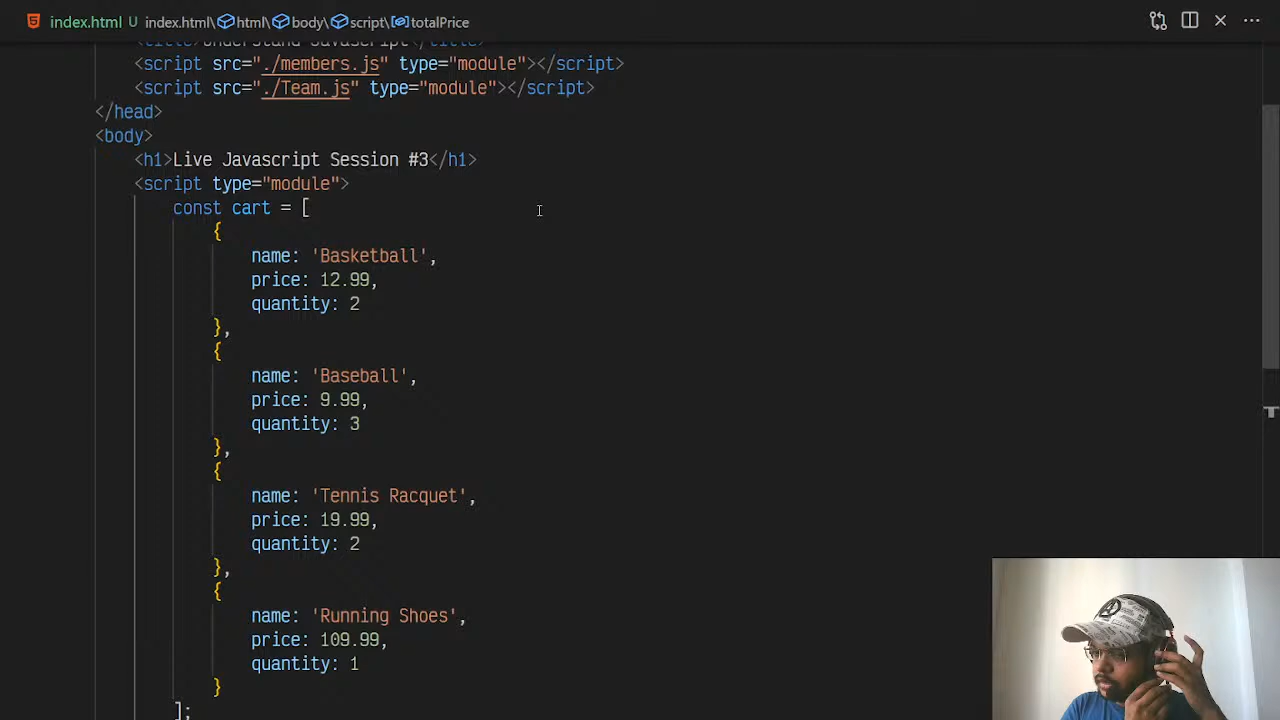 index.html U index.html\html\body\script\totalPrice
<title>Understand Javascript</title>
<script src="./members.js" type="module"></script>
<script src="./Team.js" type="module"></script>
</head>
<body>
<h1>Live Javascript Session #3</h1>
<script type="module">
const cart = [
{
name: 'Basketball',
price: 12.99,
quantity: 2
},
{
name: 'Baseball',
price: 9.99,
quantity: 3
},
{
name: 'Tennis Racquet',
price: 19.99,
quantity: 2
},
{
name: 'Running Shoes',
price: 109.99,
quantity: 1
}
];